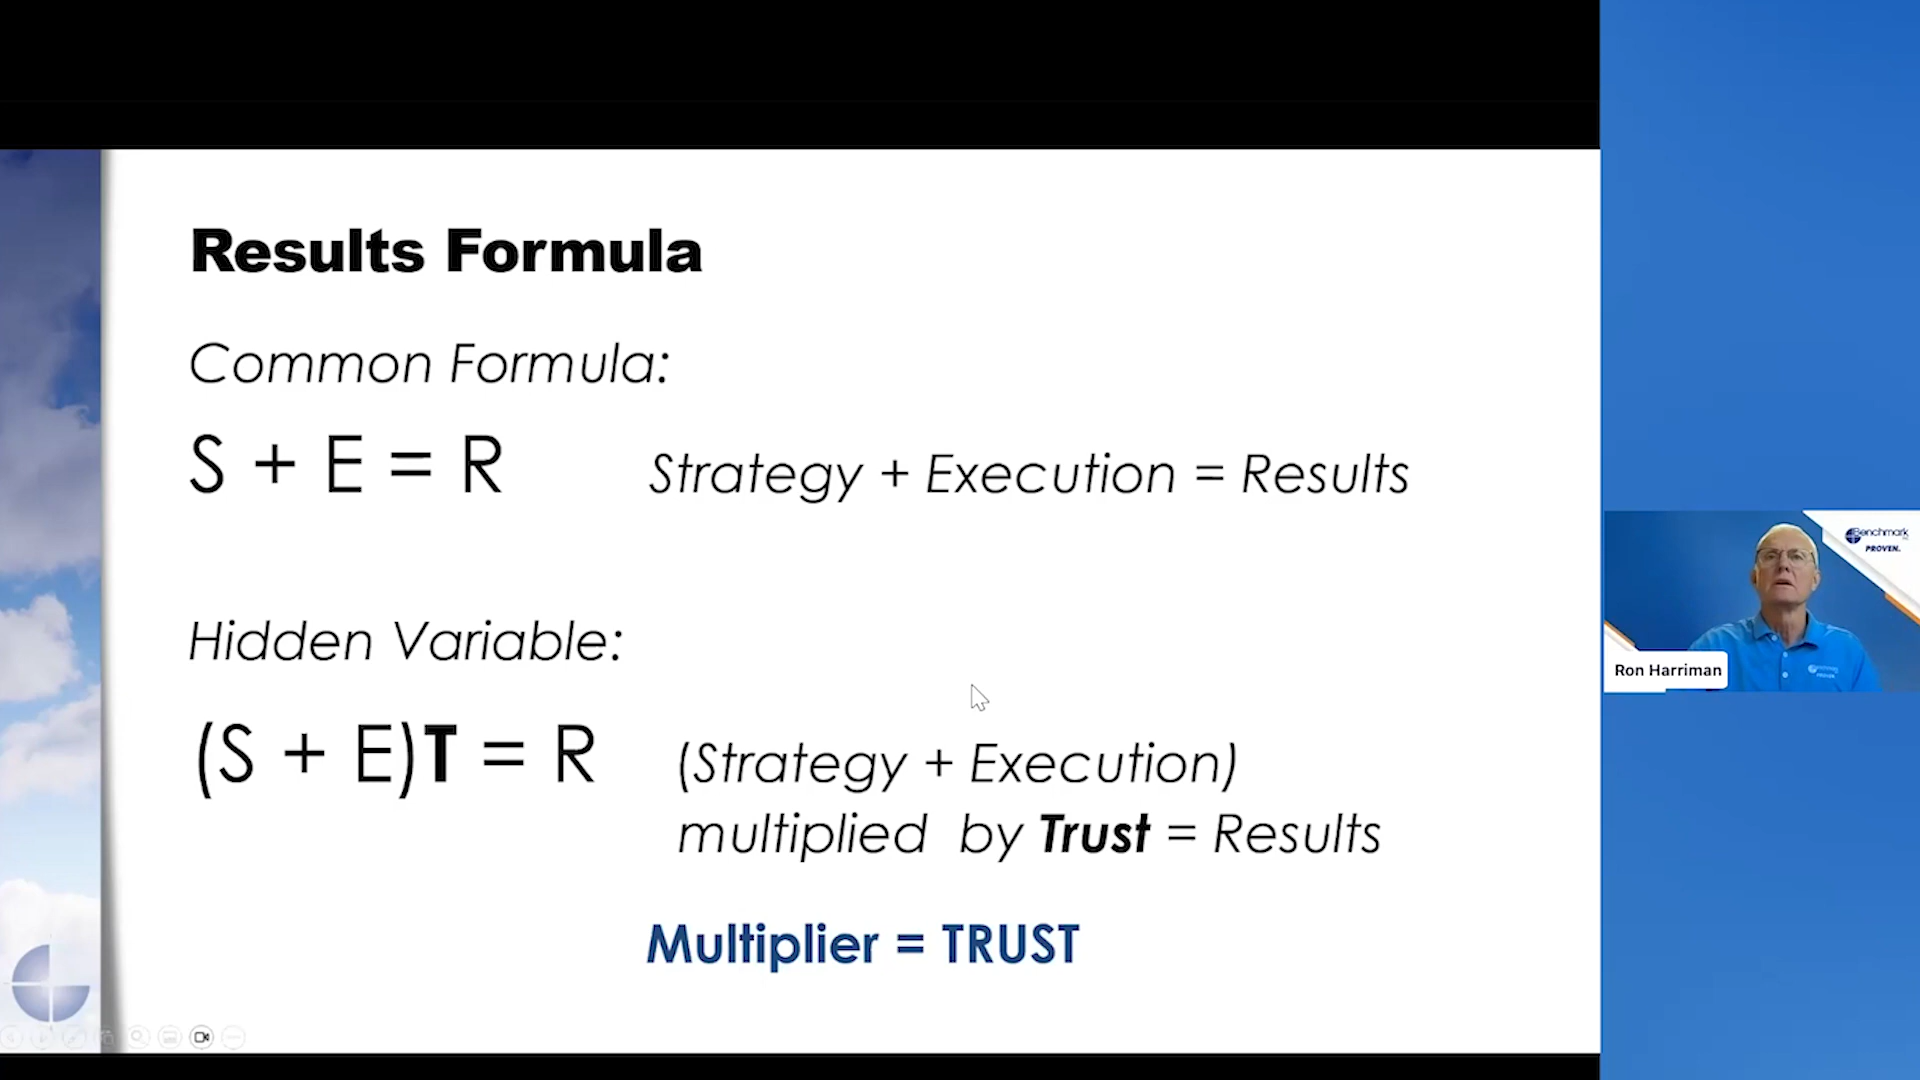 Results Formula
Common Formula:
S + E = R
Strategy + Execution = Results
Hidden Variable:
(S + E)T = R
(Strategy + Execution)
multiplied by Trust = Results
Multiplier = TRUST
Benchmark
PROVEN.
Ron Harriman